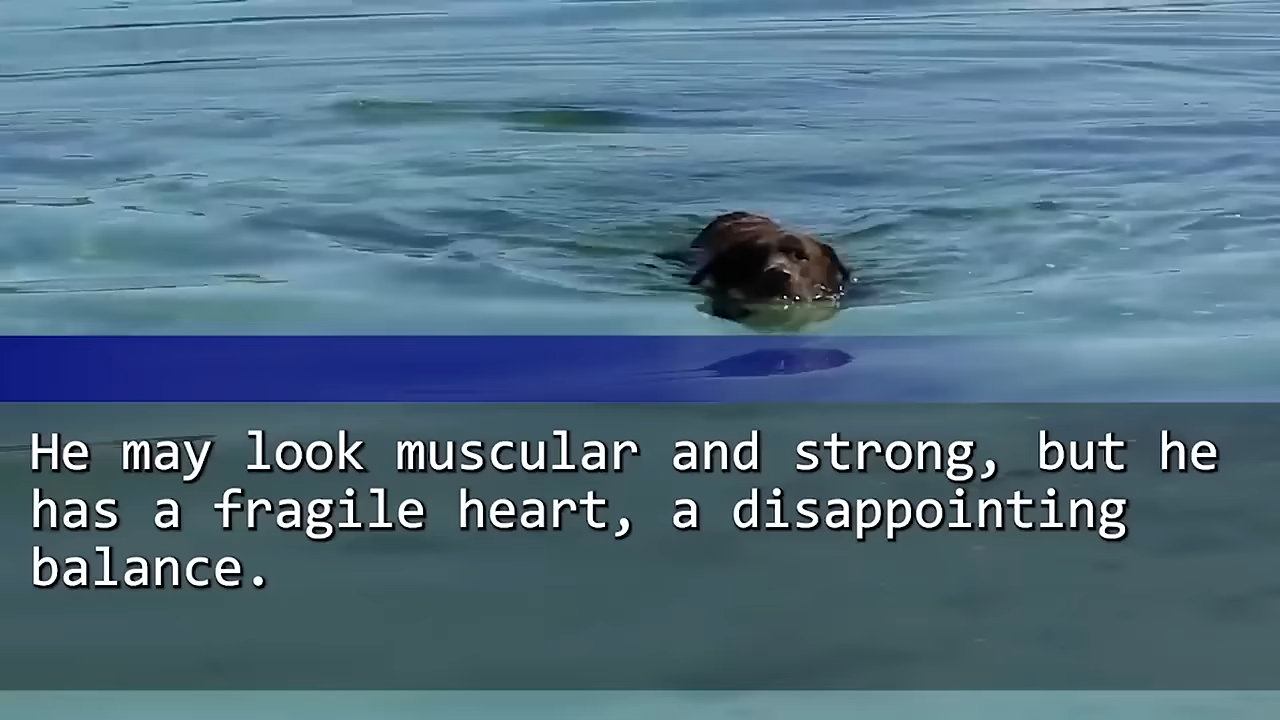 He may look muscular and strong, but he
has a fragile heart, a disappointing
balance.